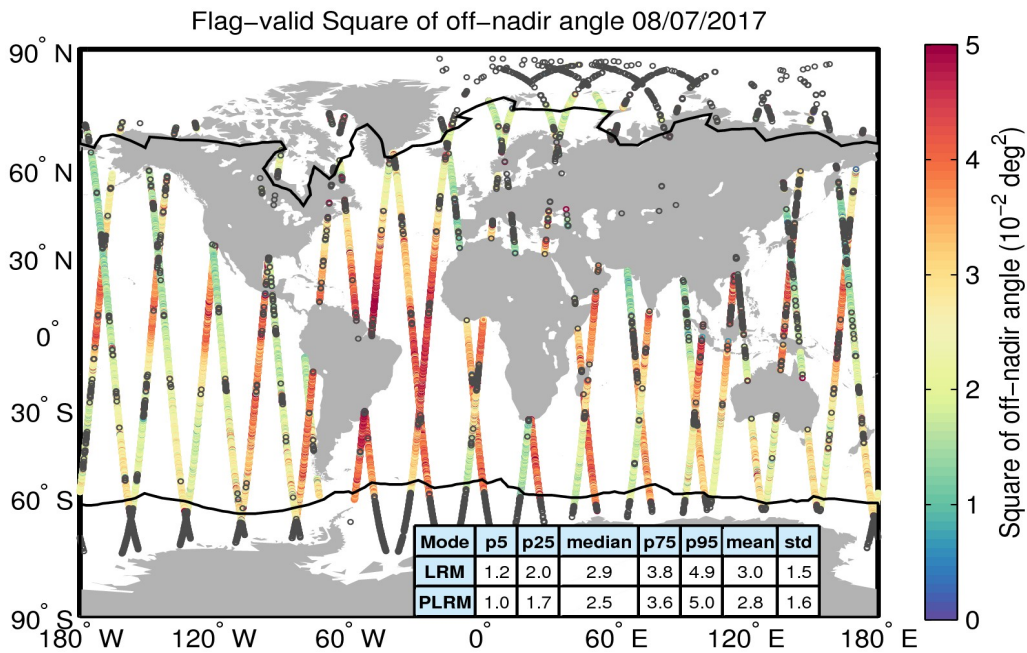 Flag−valid Square of off−nadir angle 08/07/2017
90° N
60° N
30° N
0°
30° S
60° S
90° S
180° W
120° W
60° W
0°
60° E
120° E
180° E
Mode p5 p25 median p75 p95 mean std
LRM 1.2 2.0 2.9 3.8 4.9 3.0 1.5
PLRM 1.0 1.7 2.5 3.6 5.0 2.8 1.6
5
4
3
2
1
0
Square of off−nadir angle (10⁻² deg²)